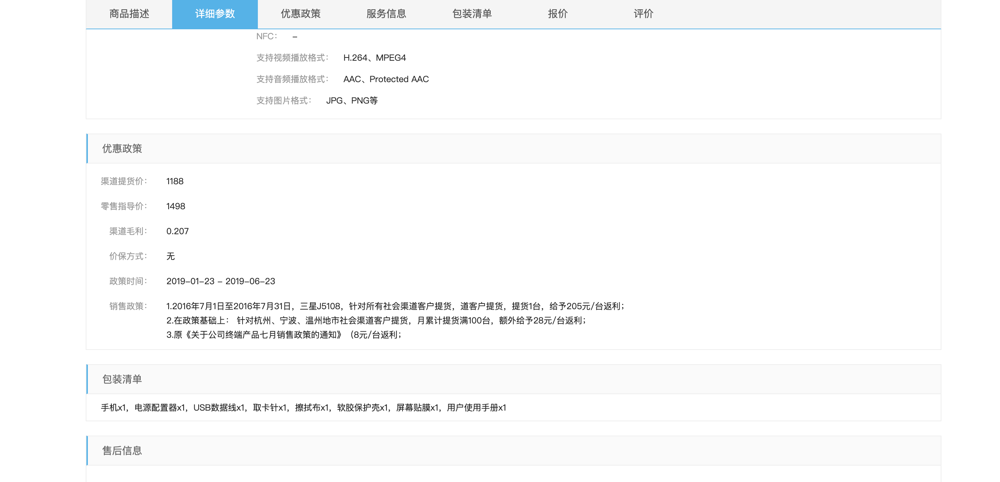 商品描述 详细参数 优惠政策 服务信息 包装清单 报价 评价
NFC： –
支持视频播放格式： H.264、MPEG4
支持音频播放格式： AAC、Protected AAC
支持图片格式： JPG、PNG等
优惠政策
渠道提货价： 1188
零售指导价： 1498
渠道毛利： 0.207
价保方式： 无
政策时间： 2019-01-23 - 2019-06-23
销售政策： 1.2016年7月1日至2016年7月31日，三星J5108，针对所有社会渠道客户提货，道客户提货，提货1台，给予205元/台返利；
2.在政策基础上： 针对杭州、宁波、温州地市社会渠道客户提货，月累计提货满100台，额外给予28元/台返利；
3.原《关于公司终端产品七月销售政策的通知》（8元/台返利；
包装清单
手机x1，电源配置器x1，USB数据线x1，取卡针x1，擦拭布x1，软胶保护壳x1，屏幕贴膜x1，用户使用手册x1
售后信息